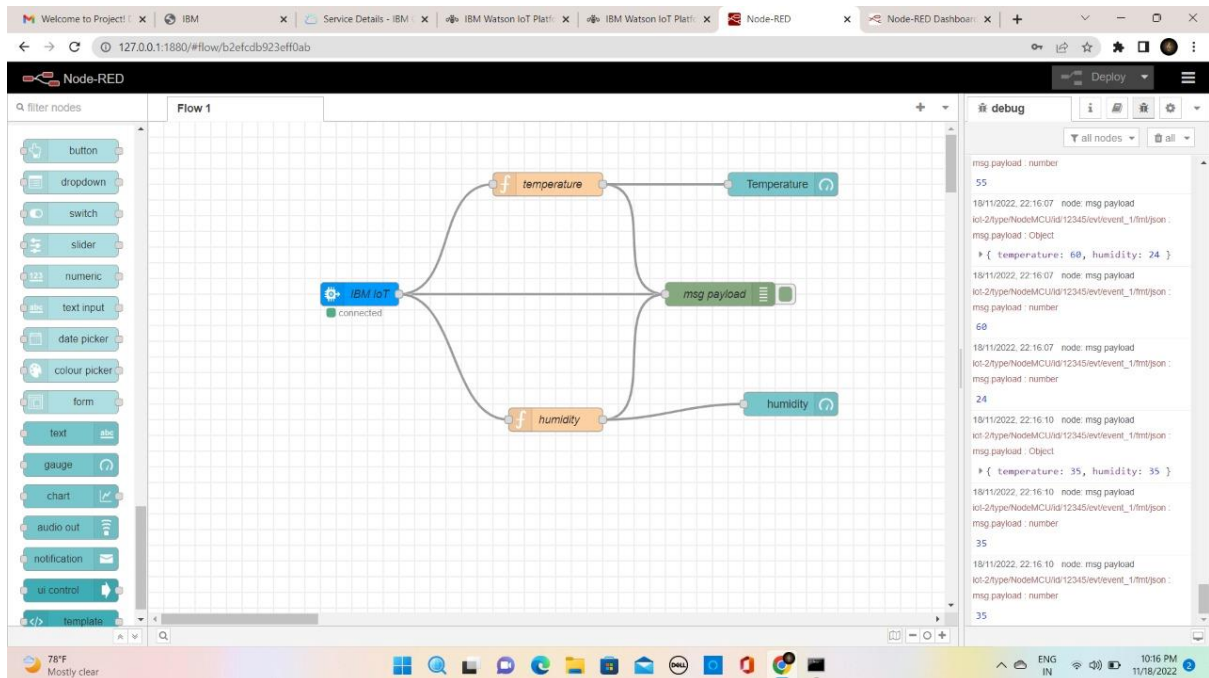 Welcome to Project!
IBM
Service Details - IBM
IBM Watson IoT Platf
IBM Watson IoT Platf
Node-RED
Node-RED Dashboar
127.0.0.1:1880/#flow/b2efcdb923eff0ab
Node-RED
Deploy
filter nodes
Flow 1
debug
all nodes
all
button
dropdown
switch
slider
123 numeric
abc text input
date picker
colour picker
form
text abc
gauge
chart
audio out
notification
ui control
</> template
f temperature
Temperature
IBM IoT
connected
msg payload
f humidity
humidity
msg.payload : number
55
18/11/2022, 22:16:07 node: msg payload
iot-2/type/NodeMCU/id/12345/evt/event_1/fmt/json :
msg.payload : Object
{ temperature: 60, humidity: 24 }
18/11/2022, 22:16:07 node: msg payload
iot-2/type/NodeMCU/id/12345/evt/event_1/fmt/json :
msg.payload : number
60
18/11/2022, 22:16:07 node: msg payload
iot-2/type/NodeMCU/id/12345/evt/event_1/fmt/json :
msg.payload : number
24
18/11/2022, 22:16:10 node: msg payload
iot-2/type/NodeMCU/id/12345/evt/event_1/fmt/json :
msg.payload : Object
{ temperature: 35, humidity: 35 }
18/11/2022, 22:16:10 node: msg payload
iot-2/type/NodeMCU/id/12345/evt/event_1/fmt/json :
msg.payload : number
35
18/11/2022, 22:16:10 node: msg payload
iot-2/type/NodeMCU/id/12345/evt/event_1/fmt/json :
msg.payload : number
35
78°F
Mostly clear
DELL
ENG
IN
10:16 PM
11/18/2022
2